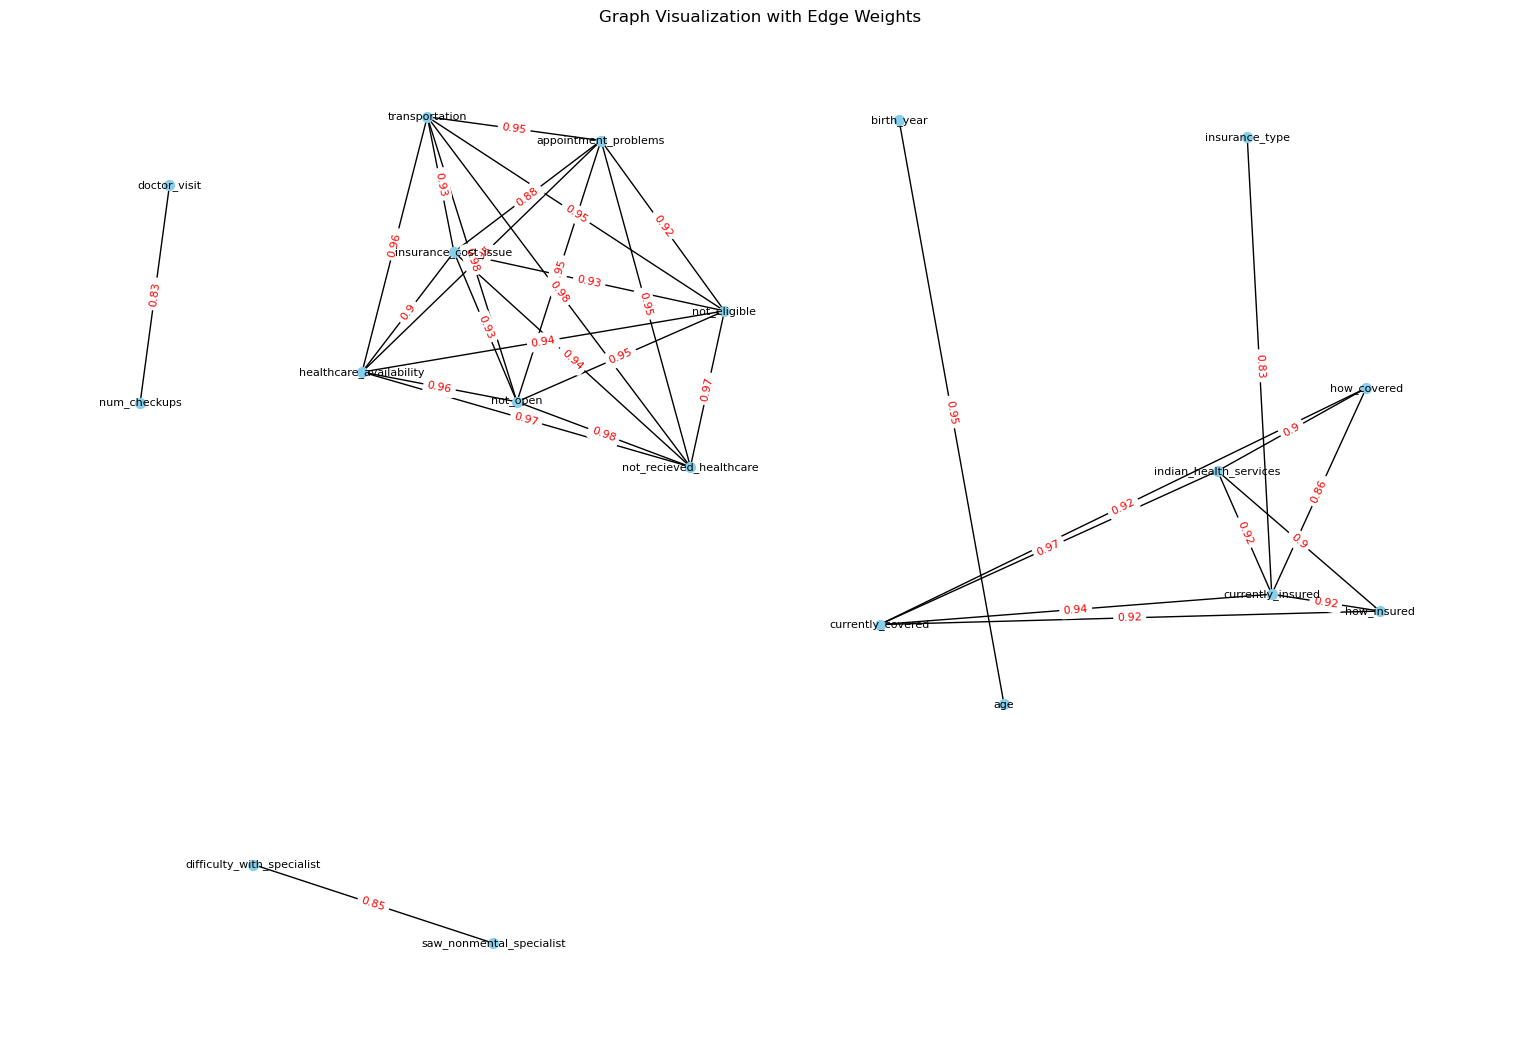 Graph Visualization with Edge Weights
transportation
birth_year
0.95
insurance_type
appointment_problems
0.93
doctor_visit
0.88
0.95
0.92
0.96
insurance_cost_issue
0.98
0.95
0.93
0.98
0.83
0.95
0.9
not_eligible
0.93
0.94
0.95
0.94
0.83
healthcare_availability
0.96
0.97
how_covered
not_open
num_checkups
0.95
0.97
0.9
0.98
not_recieved_healthcare
indian_health_services
0.86
0.92
0.92
0.9
0.97
currently_insured
0.92
0.94
how_insured
0.92
currently_covered
age
difficulty_with_specialist
0.85
saw_nonmental_specialist